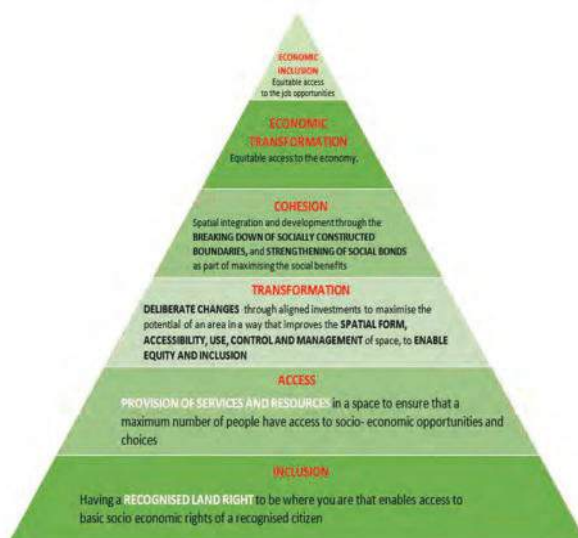 ECONOMIC
INCLUSION
Equitable access
to the job opportunities
ECONOMIC
TRANSFORMATION
Equitable access to the economy.
COHESION
Spatial integration and development through the
BREAKING DOWN OF SOCIALLY CONSTRUCTED
BOUNDARIES, and STRENGTHENING OF SOCIAL BONDS
as part of maximising the social benefits
TRANSFORMATION
DELIBERATE CHANGES through aligned investments to maximise the
potential of an area in a way that improves the SPATIAL FORM,
ACCESSIBILITY, USE, CONTROL AND MANAGEMENT of space, to ENABLE
EQUITY AND INCLUSION
ACCESS
PROVISION OF SERVICES AND RESOURCES in a space to ensure that a
maximum number of people have access to socio- economic opportunities and
choices
INCLUSION
Having a RECOGNISED LAND RIGHT to be where you are that enables access to
basic socio economic rights of a recognised citizen